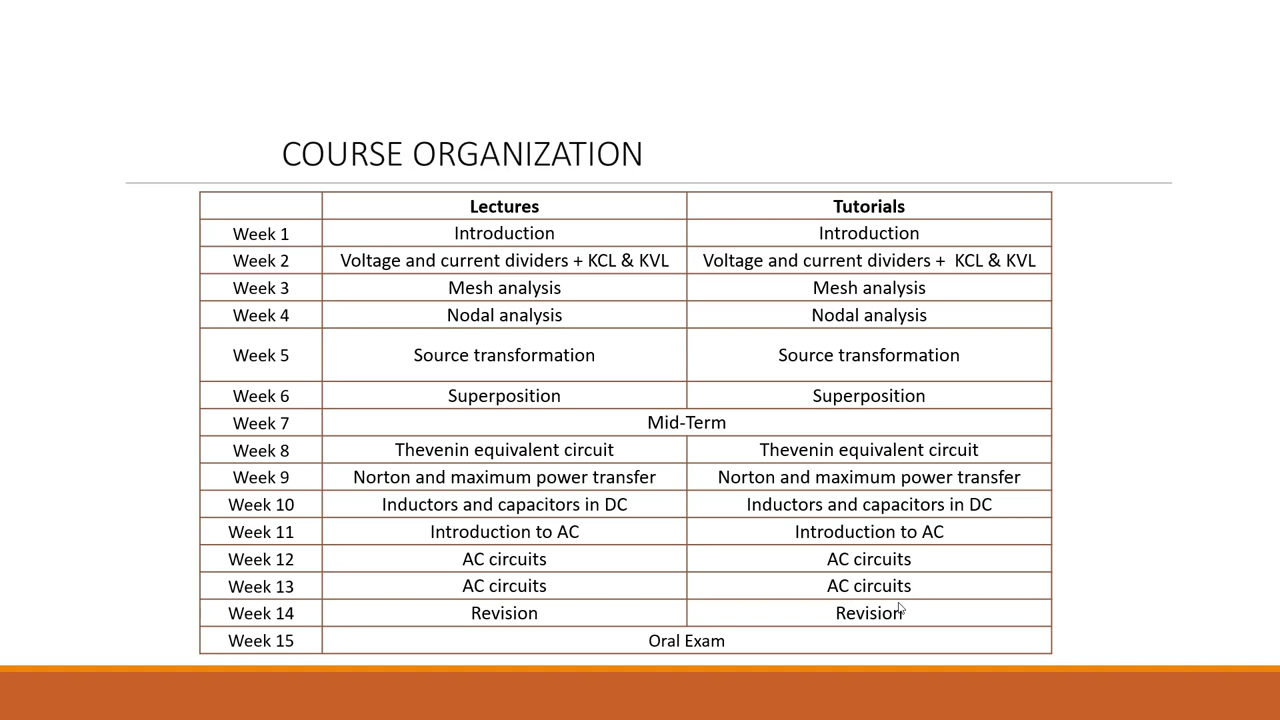 COURSE ORGANIZATION
Lectures Tutorials
Week 1 Introduction Introduction
Week 2 Voltage and current dividers + KCL & KVL Voltage and current dividers + KCL & KVL
Week 3 Mesh analysis Mesh analysis
Week 4 Nodal analysis Nodal analysis
Week 5 Source transformation Source transformation
Week 6 Superposition Superposition
Week 7 Mid-Term
Week 8 Thevenin equivalent circuit Thevenin equivalent circuit
Week 9 Norton and maximum power transfer Norton and maximum power transfer
Week 10 Inductors and capacitors in DC Inductors and capacitors in DC
Week 11 Introduction to AC Introduction to AC
Week 12 AC circuits AC circuits
Week 13 AC circuits AC circuits
Week 14 Revision Revision
Week 15 Oral Exam